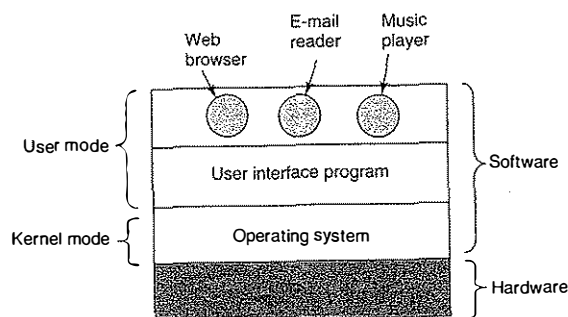 Web
browser
E-mail
reader
Music
player
User mode
User interface program
Software
Kernel mode
Operating system
Hardware